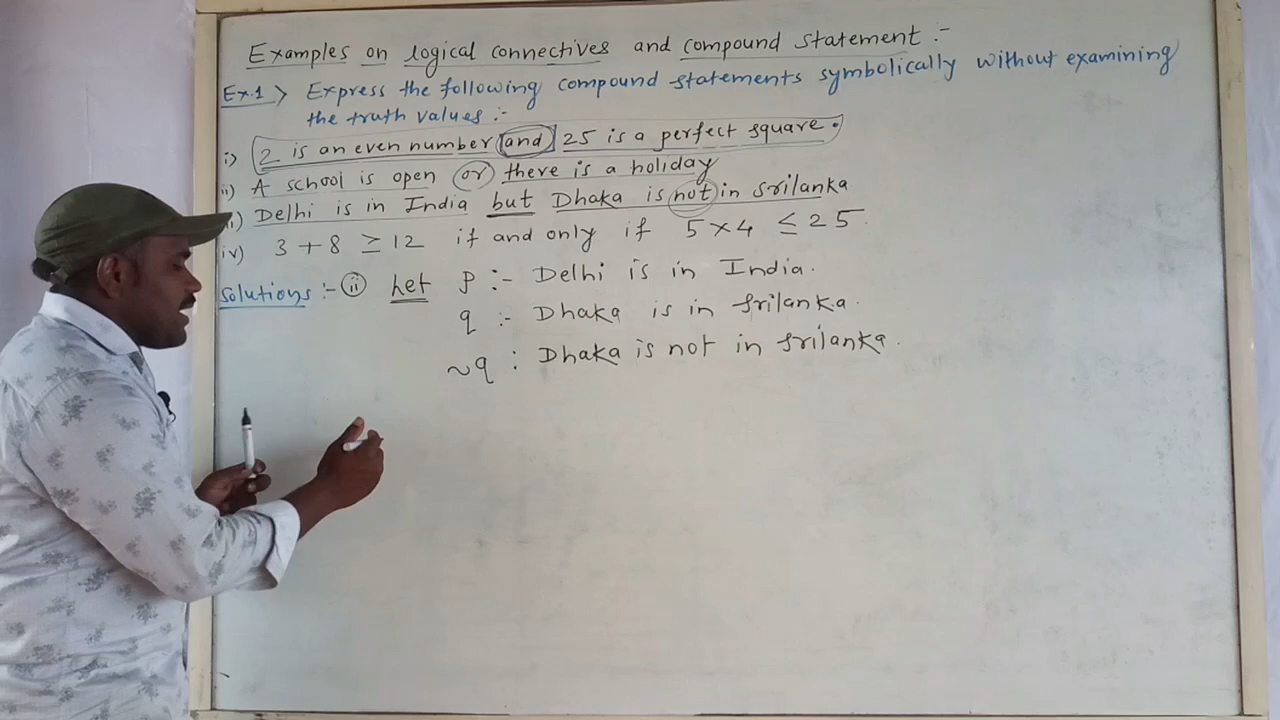 Examples on logical connectives and compound statement :-
Ex.1> Express the following compound statements symbolically without examining
the truth values :-
i) 2 is an even number and 25 is a perfect square.
ii) A school is open or there is a holiday
i) Delhi is in India but Dhaka is not in Srilanka
iv) 3 + 8 ≥ 12 if and only if 5 × 4 ≤ 25.
Solutions :- (ii) Let P :- Delhi is in India.
q :- Dhaka is in Srilanka.
~q : Dhaka is not in Srilanka.